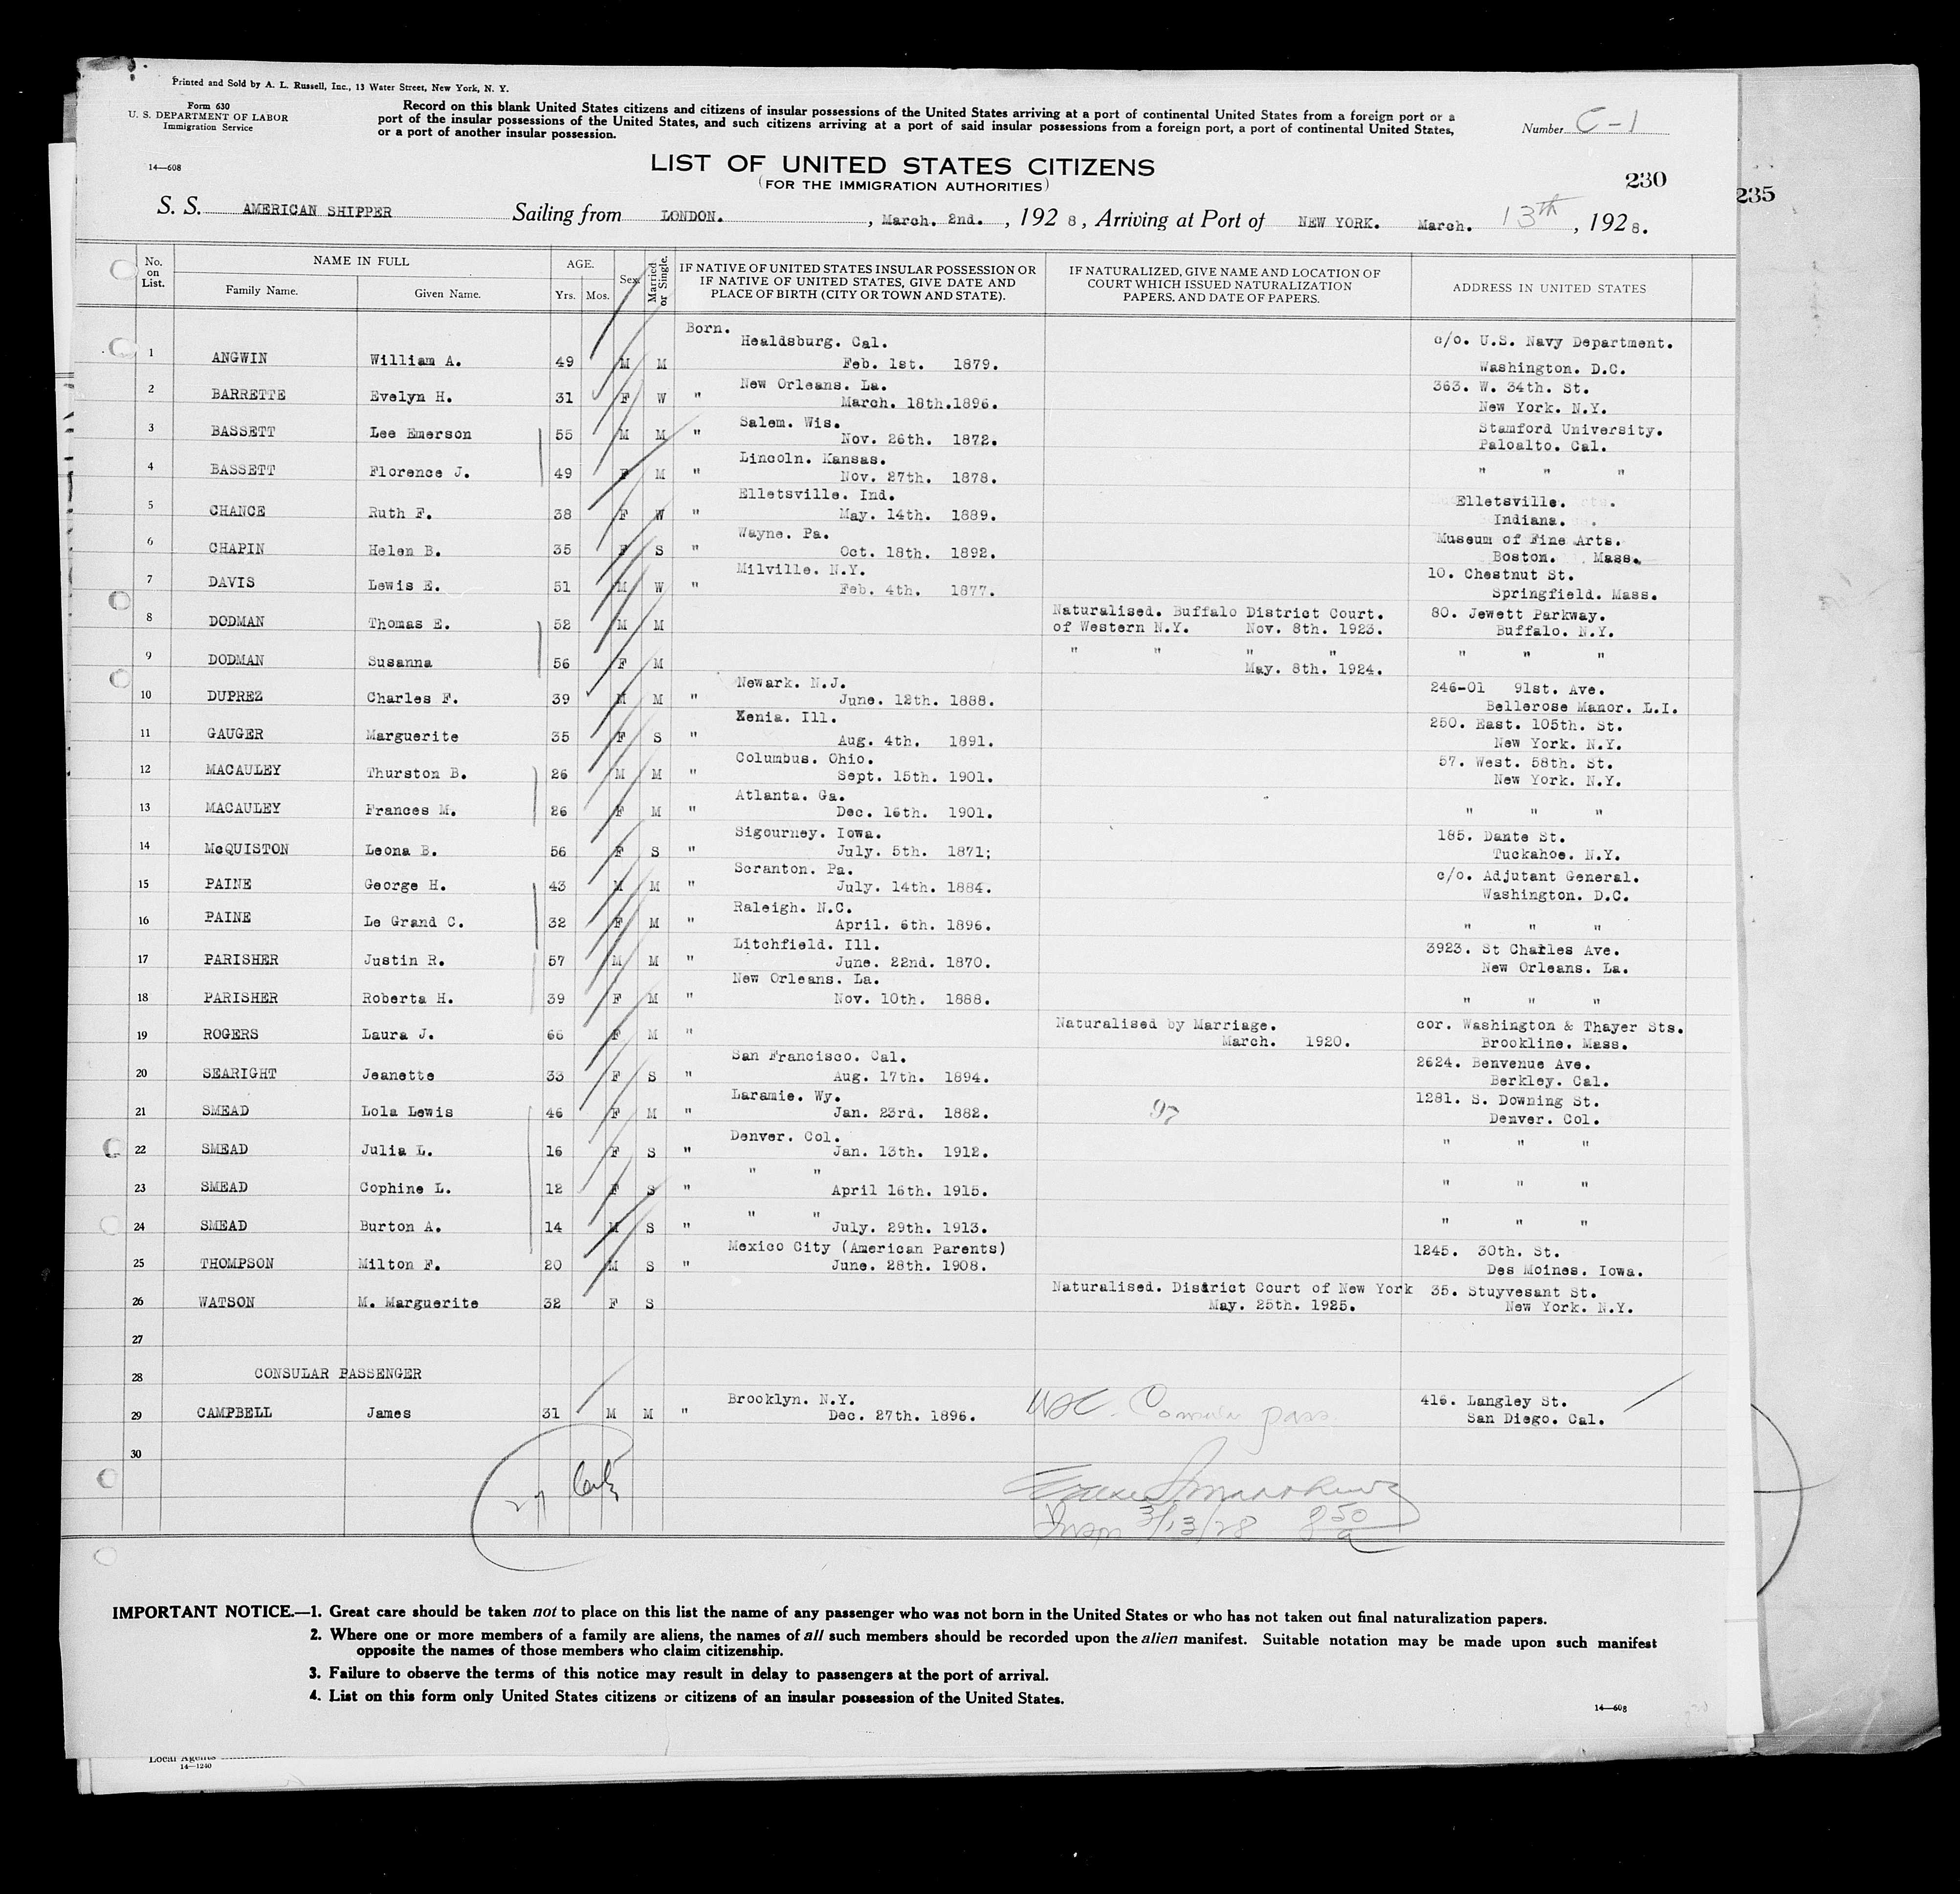 Printed and Sold by A. L. Russell, Inc., 13 Water Street, New York, N. Y.
Form 630
U. S. DEPARTMENT OF LABOR
Immigration Service
14—608
Record on this blank United States citizens and citizens of insular possessions of the United States arriving at a port of continental United States from a foreign port or a
port of the insular possessions of the United States, and such citizens arriving at a port of said insular possessions from a foreign port, a port of continental United States,
or a port of another insular possession.
Number C-1
LIST OF UNITED STATES CITIZENS
(FOR THE IMMIGRATION AUTHORITIES)
230
235
S. S. AMERICAN SHIPPER Sailing from LONDON. , March. 2nd. , 192 8, Arriving at Port of NEW YORK. March. 13th , 192 8.
No. on List. NAME IN FULL Family Name. Given Name. AGE. Yrs. Mos. Sex Married or Single. IF NATIVE OF UNITED STATES INSULAR POSSESSION OR IF NATIVE OF UNITED STATES, GIVE DATE AND PLACE OF BIRTH (CITY OR TOWN AND STATE). IF NATURALIZED, GIVE NAME AND LOCATION OF COURT WHICH ISSUED NATURALIZATION PAPERS, AND DATE OF PAPERS. ADDRESS IN UNITED STATES
Born.
Healdsburg. Cal. c/o. U.S. Navy Department.
1 ANGWIN William A. 49 M M Feb. 1st. 1879. Washington. D.C.
New Orleans. La. 363. W. 34th. St.
2 BARRETTE Evelyn H. 31 F W " March. 18th.1896. New York. N.Y.
Salem. Wis. Stamford University.
3 BASSETT Lee Emerson 55 M M " Nov. 26th. 1872. Paloalto. Cal.
Lincoln. Kansas.
4 BASSETT Florence J. 49 F M " Nov. 27th. 1878. " " "
Elletsville. Ind. Elletsville.
5 CHANCE Ruth F. 38 F W " May. 14th. 1889. Indiana.
Wayne. Pa. Museum of Fine Arts.
6 CHAPIN Helen B. 35 F S " Oct. 18th. 1892. Boston. Mass.
Milville. N.Y. 10. Chestnut St.
7 DAVIS Lewis E. 51 M W " Feb. 4th. 1877. Springfield. Mass.
Naturalised. Buffalo District Court. 80. Jewett Parkway.
8 DODMAN Thomas E. 52 M M of Western N.Y. Nov. 8th. 1923. Buffalo. N.Y.
" " " " " " "
9 DODMAN Susanna 56 F M May. 8th. 1924.
Newark. N.J. 246-01 91st. Ave.
10 DUPREZ Charles F. 39 M M " June. 12th. 1888. Bellerose Manor. L.I.
Xenia. Ill. 250. East. 105th. St.
11 GAUGER Marguerite 35 F S " Aug. 4th. 1891. New York. N.Y.
Columbus. Ohio. 57. West. 58th. St.
12 MACAULEY Thurston B. 26 M M " Sept. 15th. 1901. New York. N.Y.
Atlanta. Ga.
13 MACAULEY Frances M. 26 F M " Dec. 16th. 1901. " " "
Sigourney. Iowa. 185. Dante St.
14 McQUISTON Leona B. 56 F S " July. 5th. 1871; Tuckahoe. N.Y.
Scranton. Pa. c/o. Adjutant General.
15 PAINE George H. 43 M M " July. 14th. 1884. Washington. D.C.
Raleigh. N.C.
16 PAINE Le Grand C. 32 F M " April. 6th. 1896. " " "
Litchfield. Ill. 3923. St Charles Ave.
17 PARISHER Justin R. 57 M M " June. 22nd. 1870. New Orleans. La.
New Orleans. La.
18 PARISHER Roberta H. 39 F M " Nov. 10th. 1888. " " "
Naturalised by Marriage. cor. Washington & Thayer Sts.
19 ROGERS Laura J. 66 F M " March. 1920. Brookline. Mass.
San Francisco. Cal. 2624. Benvenue Ave.
20 SEARIGHT Jeanette 33 F S " Aug. 17th. 1894. Berkley. Cal.
Laramie. Wy. 1281. S. Downing St.
21 SMEAD Lola Lewis 46 F M " Jan. 23rd. 1882. 97 Denver. Col.
Denver. Col.
22 SMEAD Julia L. 16 F S " Jan. 13th. 1912. " " "
" "
23 SMEAD Cophine L. 12 F S " April 16th. 1915. " " "
" "
24 SMEAD Burton A. 14 M S " July. 29th. 1913. " " "
Mexico City (American Parents) 1245. 30th. St.
25 THOMPSON Milton F. 20 M S " June. 28th. 1908. Des Moines. Iowa.
Naturalised. District Court of New York 35. Stuyvesant St.
26 WATSON M. Marguerite 32 F S May. 25th. 1925. New York. N.Y.
27
28 CONSULAR PASSENGER
Brooklyn. N.Y. 416. Langley St.
29 CAMPBELL James 31 M M " Dec. 27th. 1896. San Diego. Cal.
30
27
Insp 3/13/28 8 50 a
IMPORTANT NOTICE.—1. Great care should be taken not to place on this list the name of any passenger who was not born in the United States or who has not taken out final naturalization papers.
2. Where one or more members of a family are aliens, the names of all such members should be recorded upon the alien manifest. Suitable notation may be made upon such manifest
opposite the names of those members who claim citizenship.
3. Failure to observe the terms of this notice may result in delay to passengers at the port of arrival.
4. List on this form only United States citizens or citizens of an insular possession of the United States.
14—608
Local Agents
14—1240